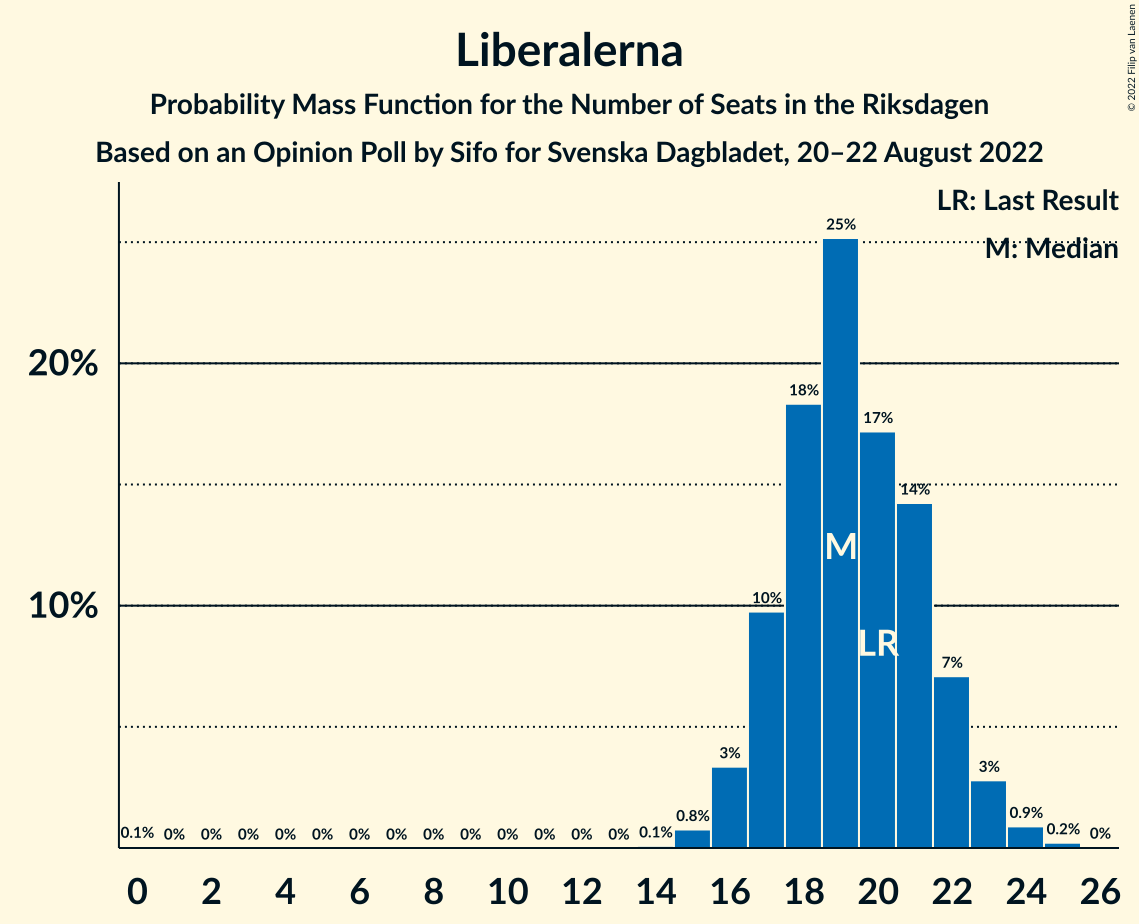 Liberalerna
Probability Mass Function for the Number of Seats in the Riksdagen
Based on an Opinion Poll by Sifo for Svenska Dagbladet, 20–22 August 2022
© 2022 Filip van Laenen
LR: Last Result
M: Median
20%
10%
0.1% 0% 0% 0% 0% 0% 0% 0% 0% 0% 0% 0% 0% 0% 0.1% 0.8% 3% 10% 18% 25% 17% 14% 7% 3% 0.9% 0.2% 0%
M
LR
0 2 4 6 8 10 12 14 16 18 20 22 24 26